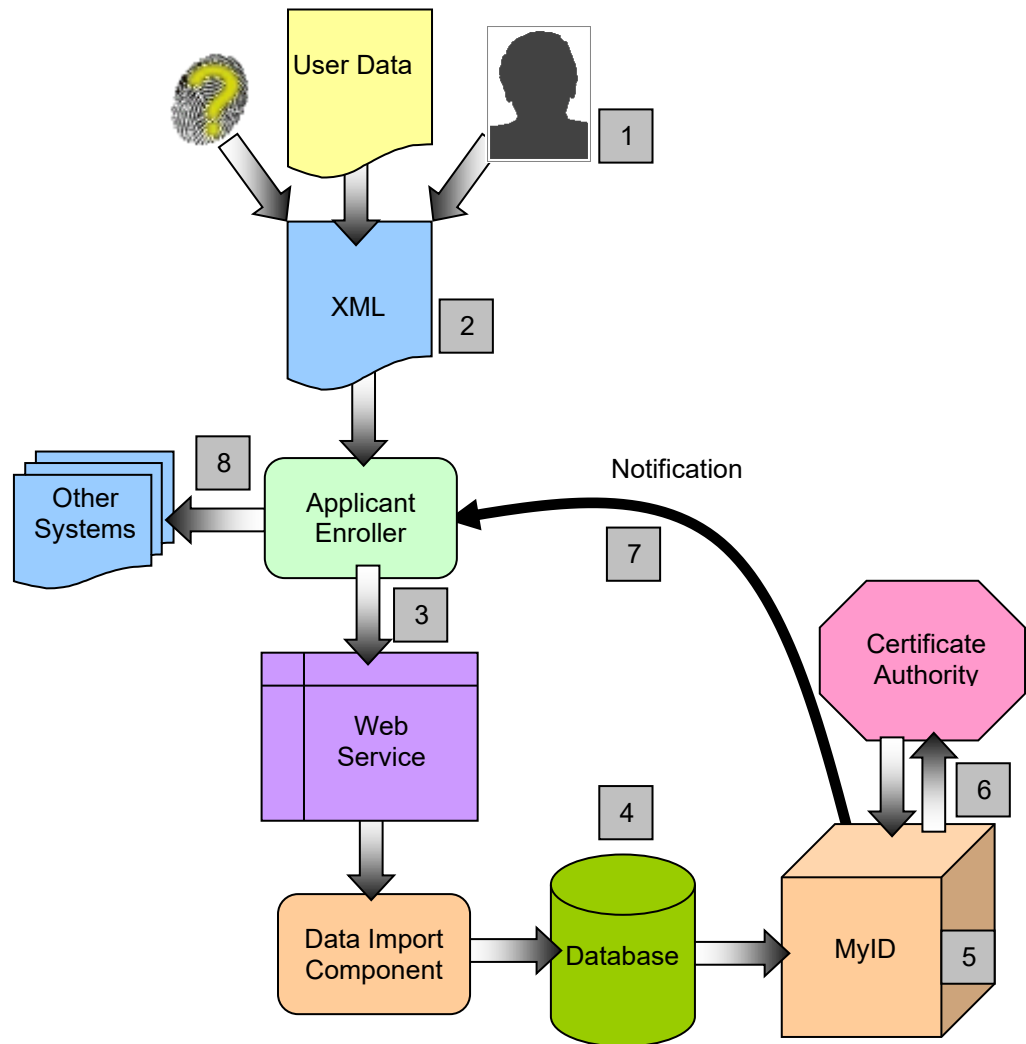 User Data
1
XML
2
8
Other
Systems
Applicant
Enroller
Notification
7
3
Certificate
Authority
Web
Service
4
6
Data Import
Component
Database
MyID
5
?